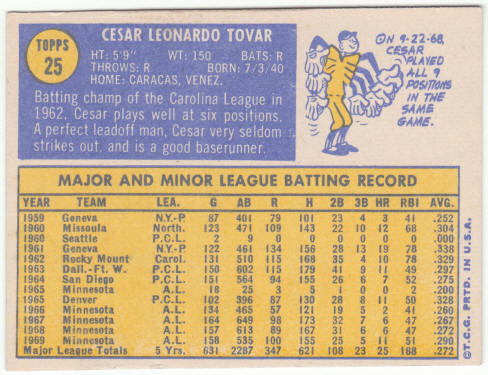 TOPPS
25
CESAR LEONARDO TOVAR
HT: 5'9" WT: 150 BATS: R
THROWS: R BORN: 7/3/40
HOME: CARACAS, VENEZ.
Batting champ of the Carolina League in
1962, Cesar plays well at six positions.
A perfect leadoff man, Cesar very seldom
strikes out, and is a good baserunner.
ON 9-22-68,
CESAR
PLAYED
ALL 9
POSITIONS
IN THE
SAME
GAME.
MAJOR AND MINOR LEAGUE BATTING RECORD
YEAR TEAM LEA. G AB R H 2B 3B HR RBI AVG.
1959 Geneva N.Y.-P. 87 401 79 101 23 4 3 41 .252
1960 Missoula North. 123 471 109 143 22 10 12 68 .304
1960 Seattle P.C.L. 2 9 0 0 0 0 0 0 .000
1961 Geneva N.Y.-P. 122 461 134 156 28 13 19 78 .338
1962 Rocky Mount Carol. 131 510 115 168 35 4 10 78 .329
1963 Dall.-Ft. W. P.C.L. 150 602 115 179 41 9 11 49 .297
1964 San Diego P.C.L. 151 564 94 155 26 6 7 52 .275
1965 Minnesota A.L. 18 25 3 5 1 0 0 2 .200
1965 Denver P.C.L. 102 396 87 130 28 8 11 50 .328
1966 Minnesota A.L. 134 465 57 121 19 5 2 41 .260
1967 Minnesota A.L. 164 649 98 173 32 7 6 47 .267
1968 Minnesota A.L. 157 613 89 167 31 6 6 47 .272
1969 Minnesota A.L. 158 535 100 155 25 5 11 51 .290
Major League Totals 5 Yrs. 631 2287 347 621 108 23 25 188 .272
©T.C.G. PRTD. IN U.S.A.